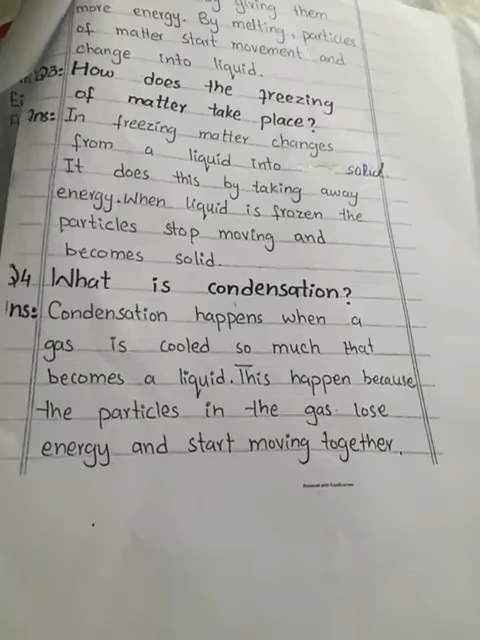 giving them
more energy. By melting, particles
of matter start movement and
change into liquid.
Q3: How does the freezing
of matter take place?
Ans: In freezing matter changes
from a liquid into solid.
It does this by taking away
energy. When liquid is frozen the
particles stop moving and
becomes solid.
Q4 What is condensation?
Ans: Condensation happens when a
gas is cooled so much that
becomes a liquid. This happen because
the particles in the gas lose
energy and start moving together.